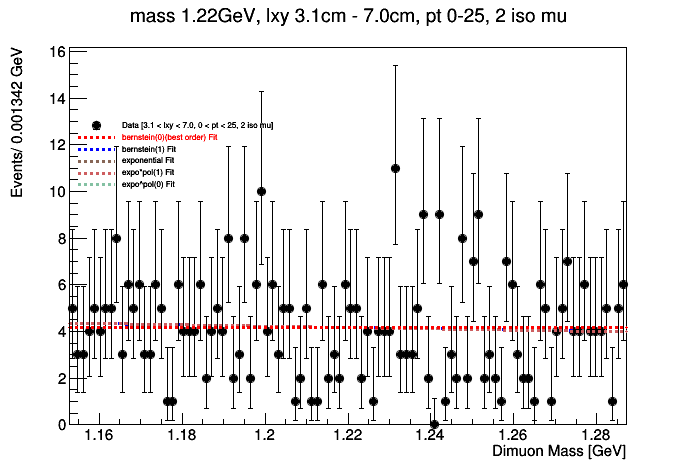 mass 1.22GeV, lxy 3.1cm - 7.0cm, pt 0-25, 2 iso mu
Events/ 0.001342 GeV
16
14
12
10
8
6
4
2
0
Data [3.1 < lxy < 7.0, 0 < pt < 25, 2 iso mu]
bernstein(0)(best order) Fit
bernstein(1) Fit
exponential Fit
expo*pol(1) Fit
expo^pol(0) Fit
1.16 1.18 1.2 1.22 1.24 1.26 1.28
Dimuon Mass [GeV]